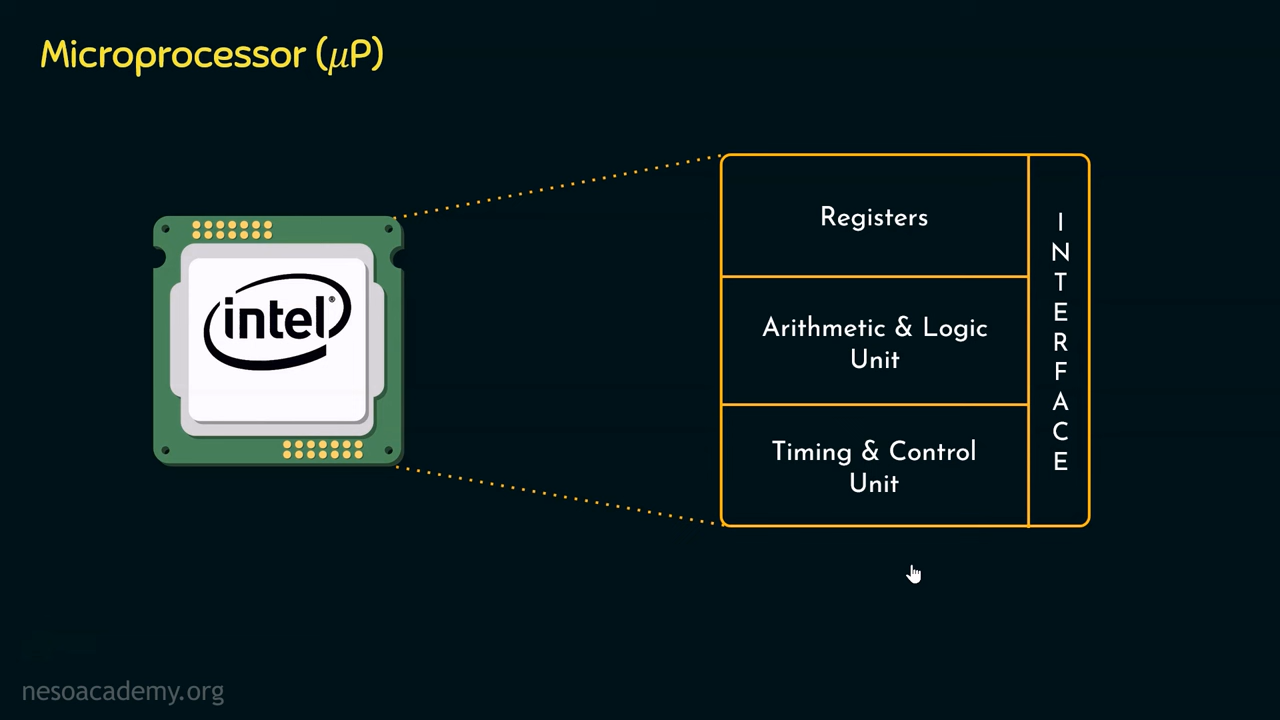 Microprocessor (μP)
intel®
Registers
Arithmetic & Logic
Unit
Timing & Control
Unit
I
N
T
E
R
F
A
C
E
nesoacademy.org